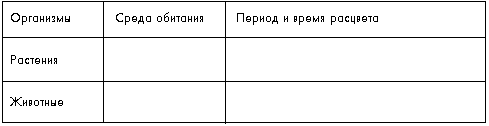 Организмы Среда обитания Период и время расцвета
Растения
Животные